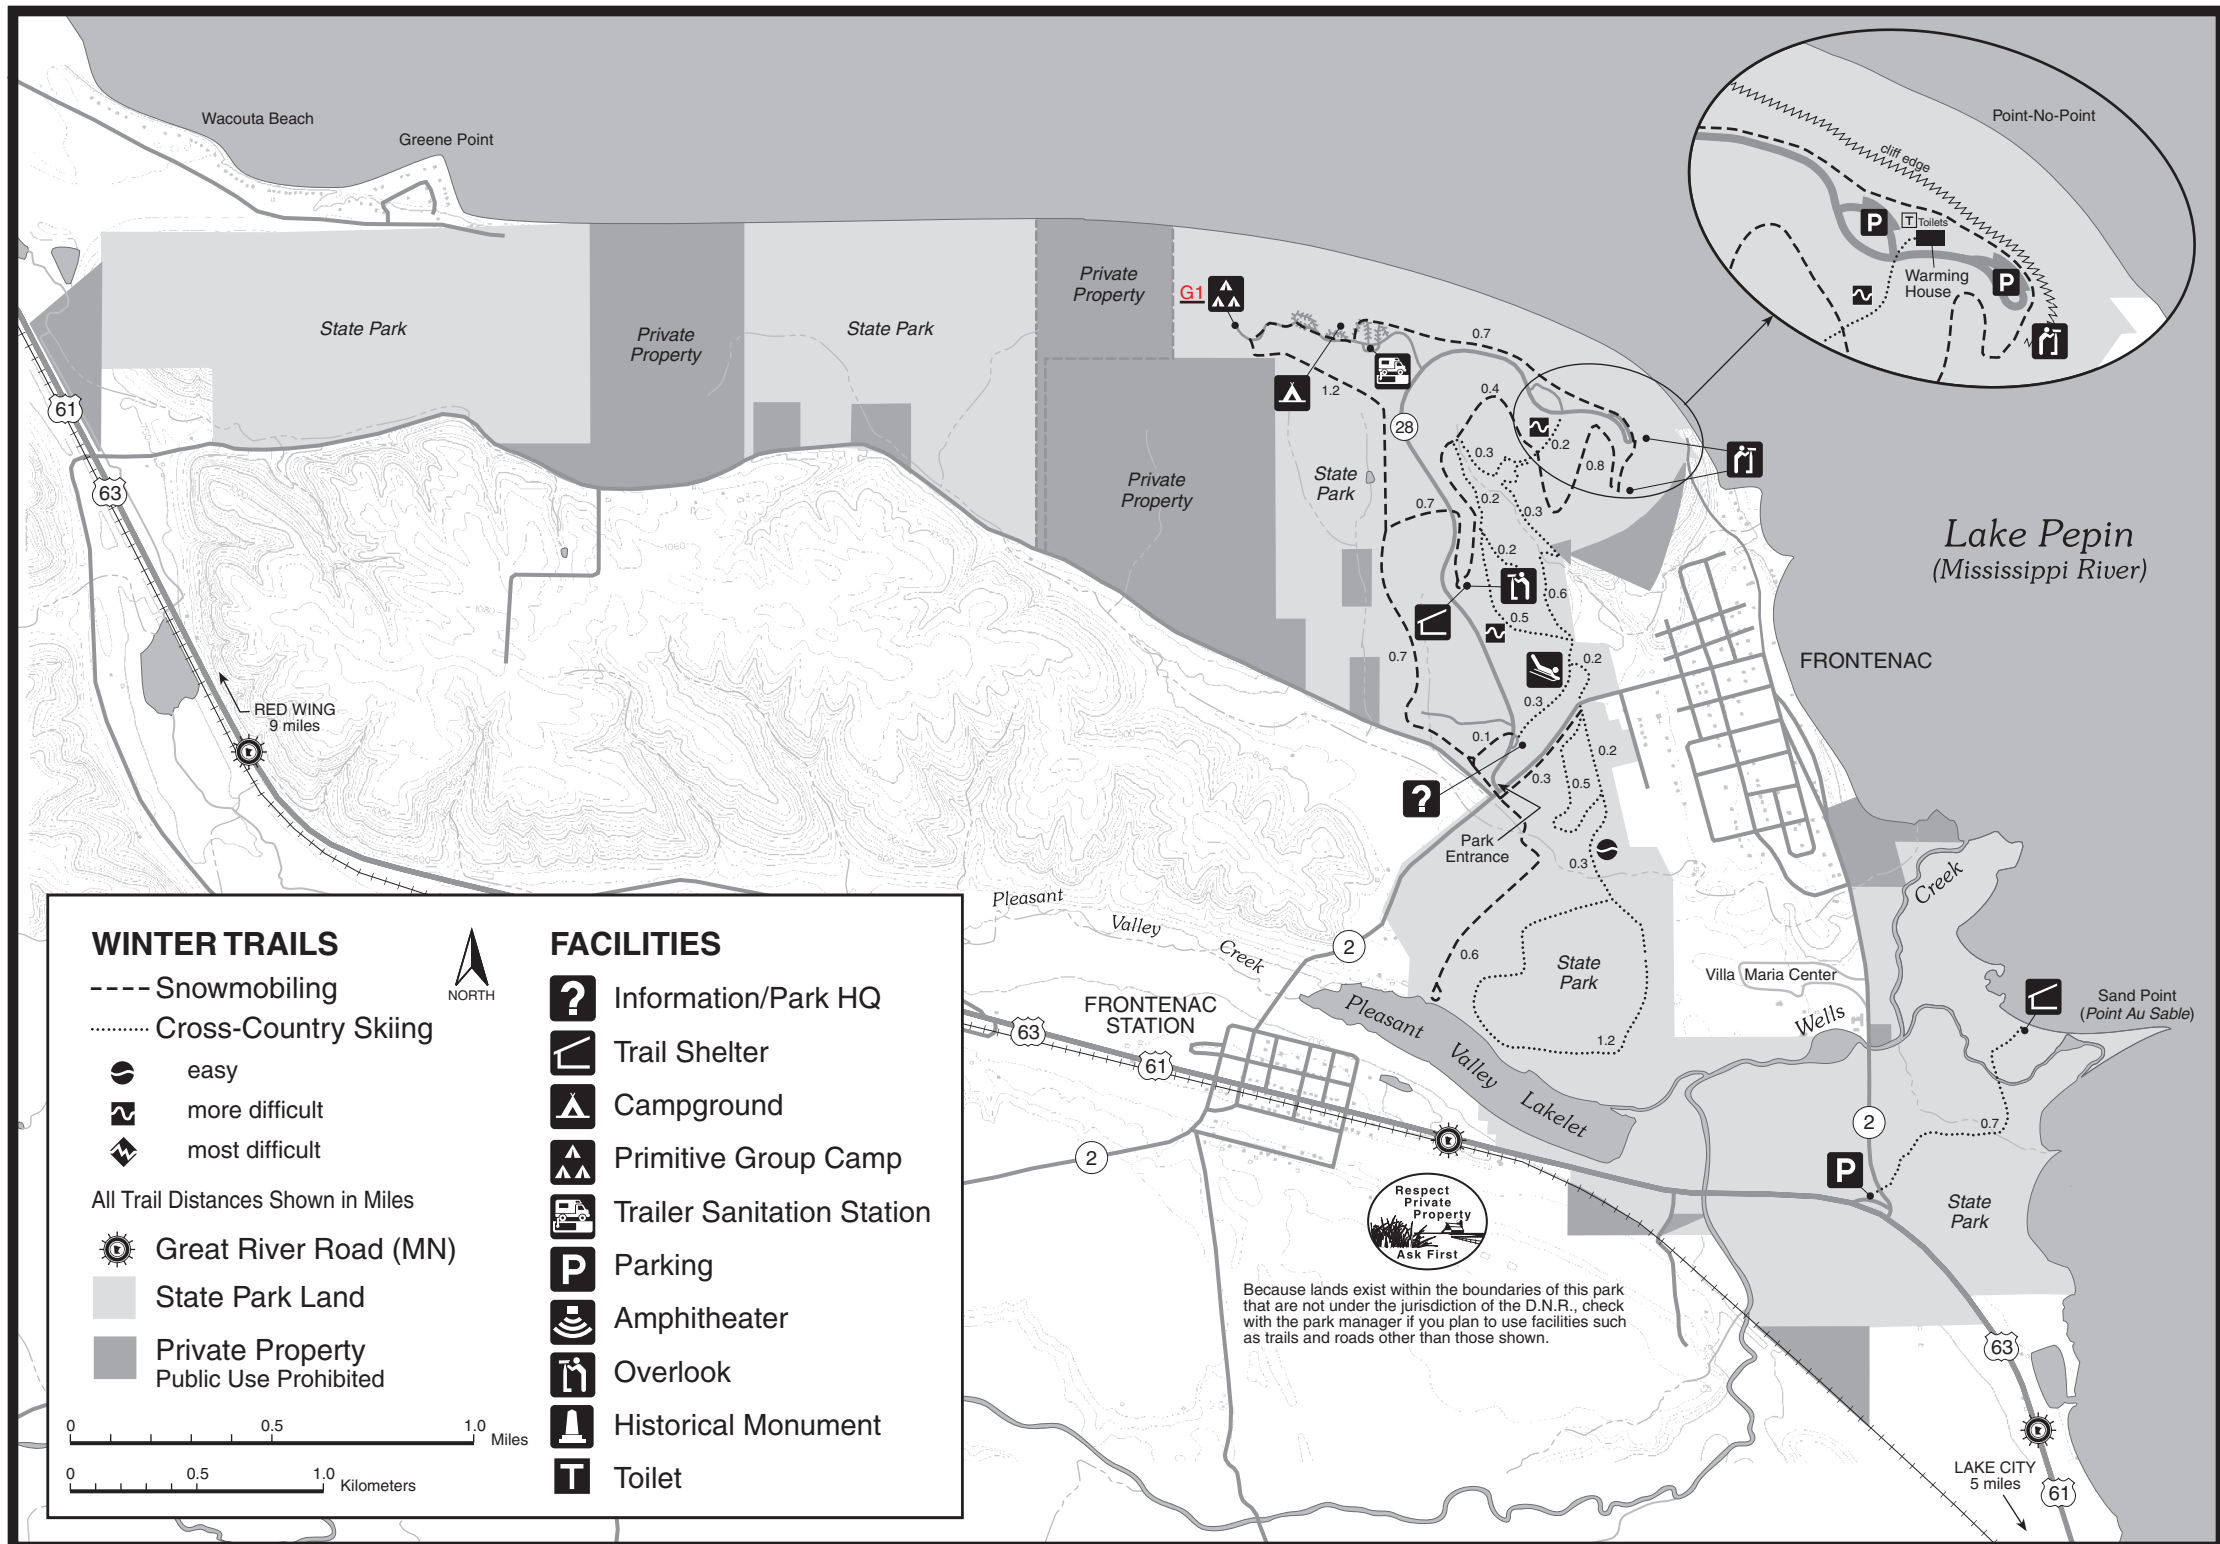 Wacouta Beach
Greene Point
Point-No-Point
cliff edge
P
T Toilets
Warming
House
P
State Park
Private
Property
State Park
Private
Property
G1
0.7
1.2
0.4
28
0.2
0.3
0.8
61
63
Private
Property
State
Park
0.7
0.2
0.3
0.2
0.6
0.5
0.7
0.2
0.3
Lake Pepin
(Mississippi River)
FRONTENAC
RED WING
9 miles
0.1
0.2
0.3
0.5
?
Park
Entrance
0.3
Pleasant
Valley
Creek
2
0.6
State
Park
1.2
Creek
Wells
Villa Maria Center
Sand Point
(Point Au Sable)
FRONTENAC
STATION
63
61
Pleasant
Valley
Lakelet
2
2
0.7
P
State
Park
Respect
Private
Property
Ask First
Because lands exist within the boundaries of this park
that are not under the jurisdiction of the D.N.R., check
with the park manager if you plan to use facilities such
as trails and roads other than those shown.
63
LAKE CITY
5 miles
61
WINTER TRAILS
Snowmobiling
Cross-Country Skiing
easy
more difficult
most difficult
All Trail Distances Shown in Miles
Great River Road (MN)
State Park Land
Private Property
Public Use Prohibited
0 0.5 1.0
Miles
0 0.5 1.0
Kilometers
NORTH
FACILITIES
? Information/Park HQ
Trail Shelter
Campground
Primitive Group Camp
Trailer Sanitation Station
P Parking
Amphitheater
Overlook
Historical Monument
T Toilet